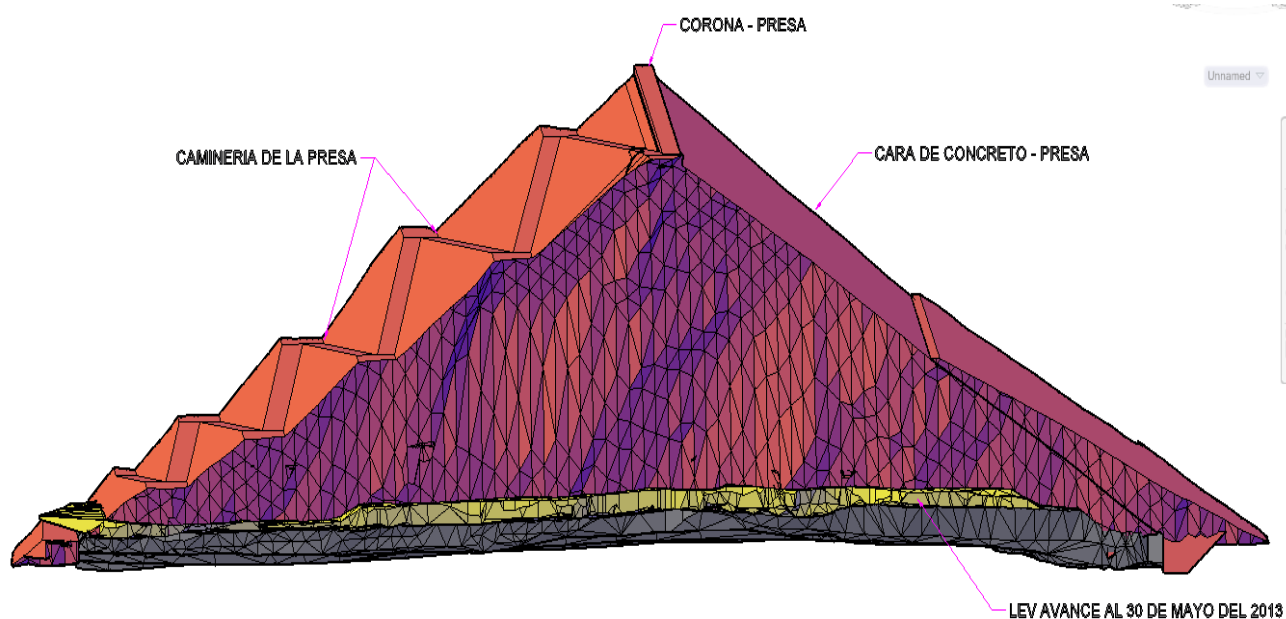 CORONA - PRESA
Unnamed
CAMINERIA DE LA PRESA
CARA DE CONCRETO - PRESA
LEV AVANCE AL 30 DE MAYO DEL 2013